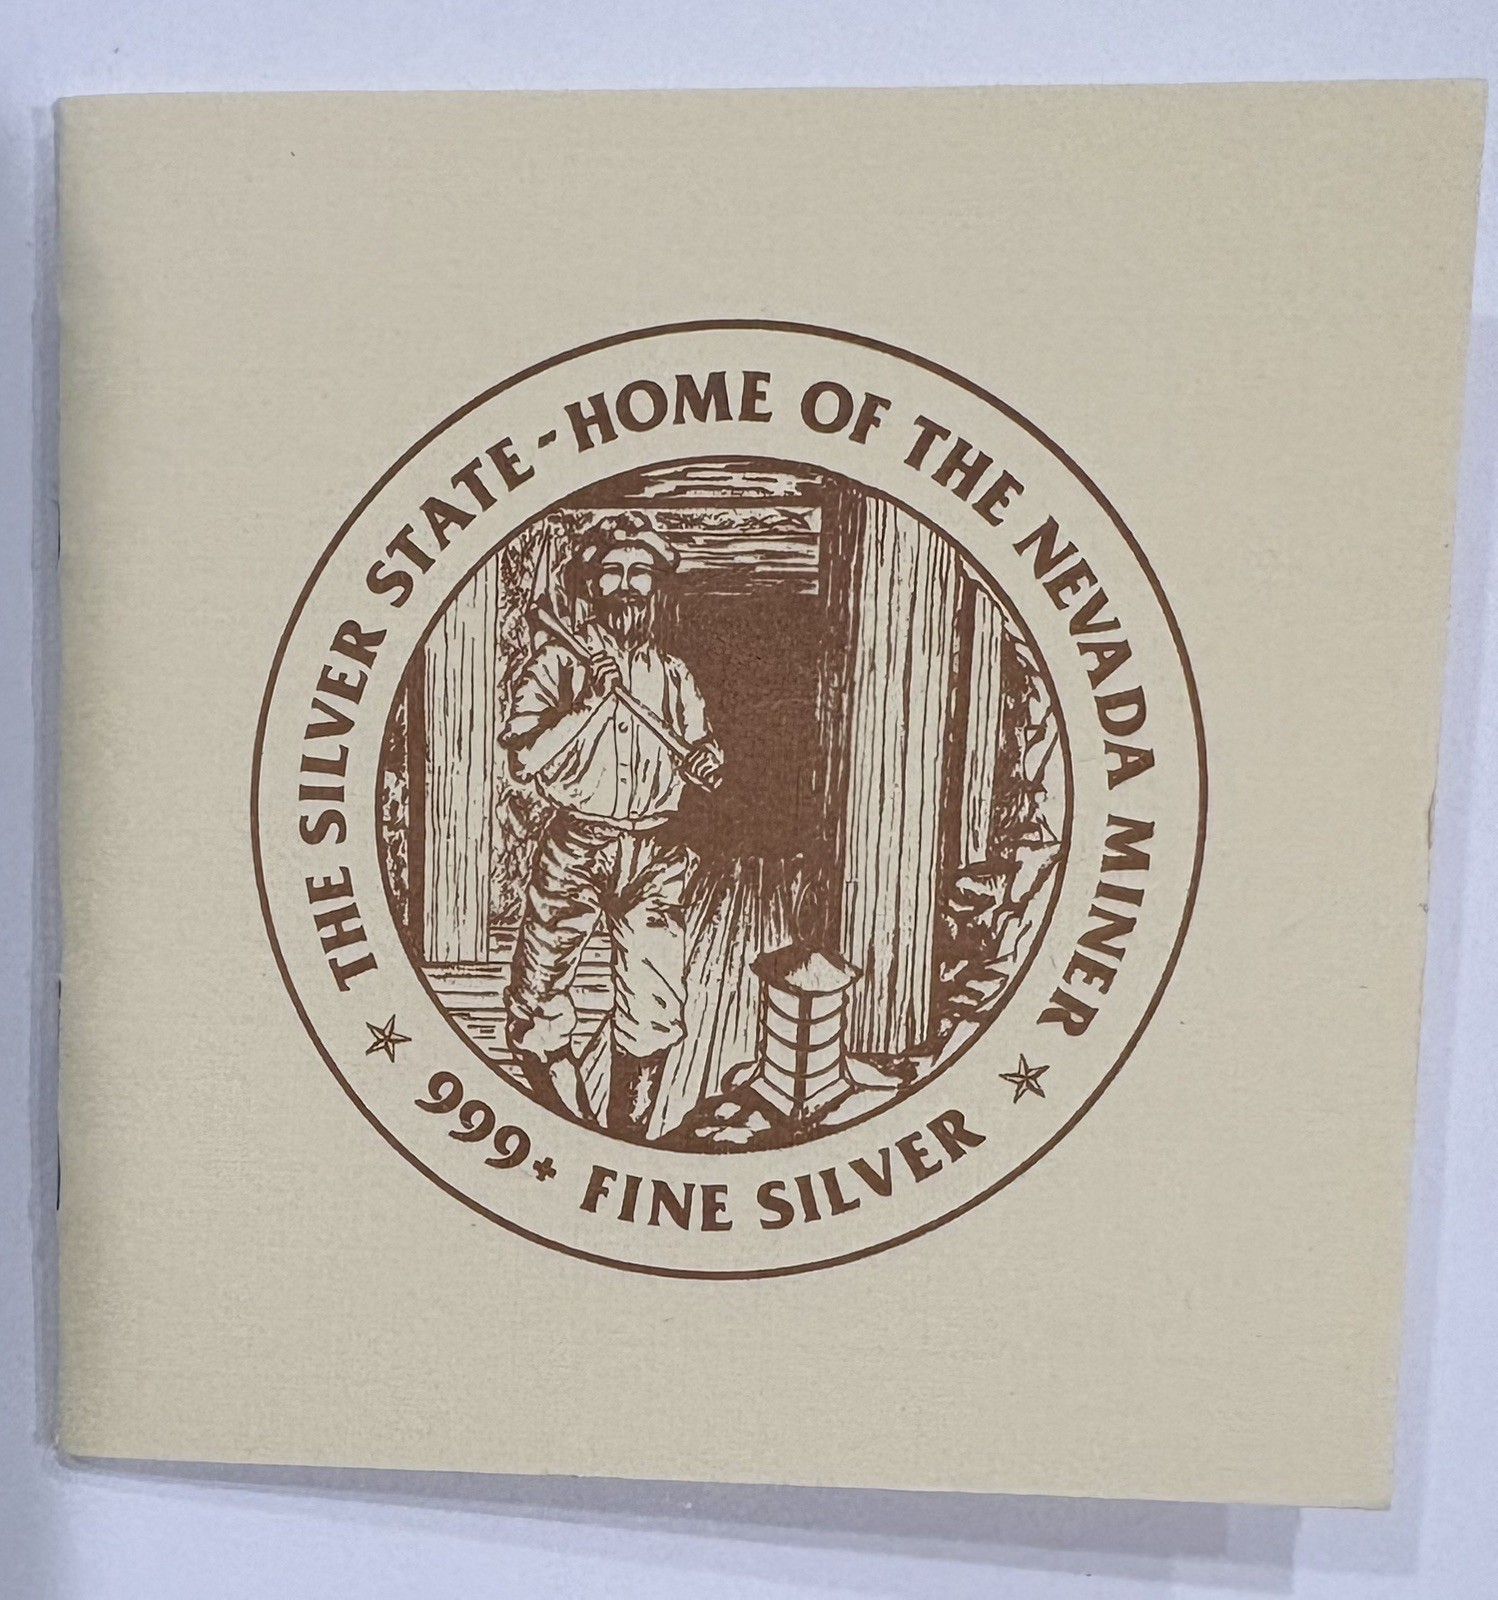 THE SILVER STATE - HOME OF THE NEVADA MINER
999+ FINE SILVER